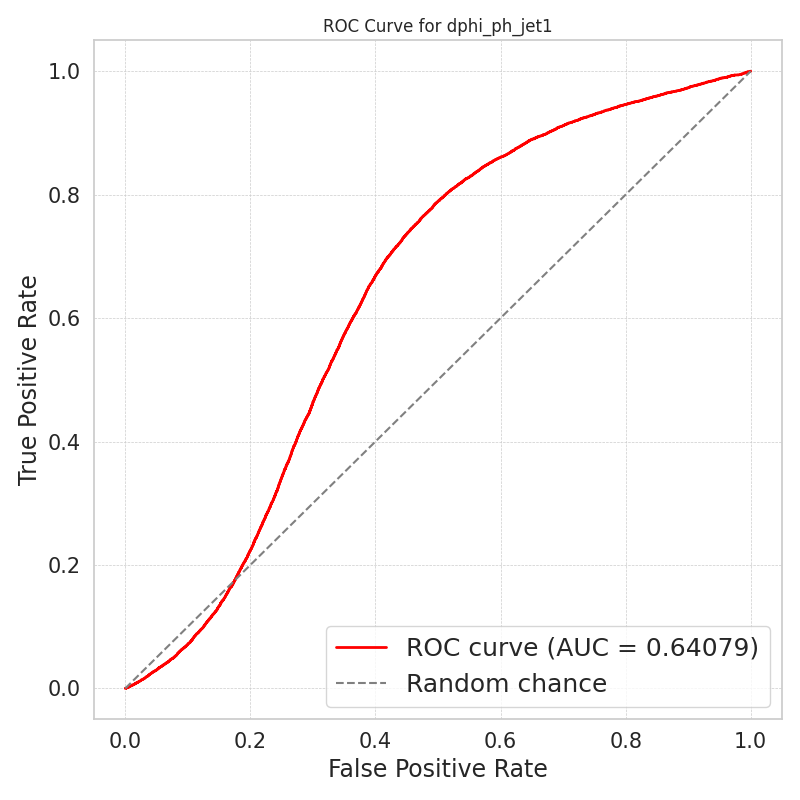 ROC Curve for dphi_ph_jet1
True Positive Rate
1.0
0.8
0.6
0.4
0.2
0.0
ROC curve (AUC = 0.64079)
Random chance
0.0 0.2 0.4 0.6 0.8 1.0
False Positive Rate